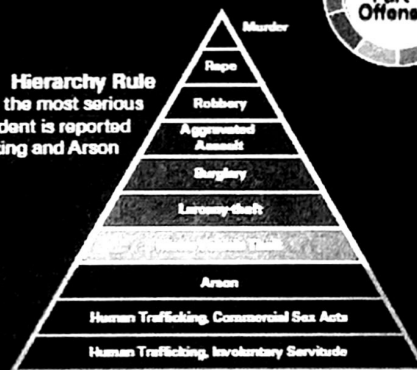 Offens
Murder
Rape
Hierarchy Rule
the most serious
Robbery
dent is reported
Aggravated
Assault
ing and Arson
Burglary
Larceny-theft
Arson
Human Trafficking, Commercial Sex Acts
Human Trafficking, Involuntary Servitude